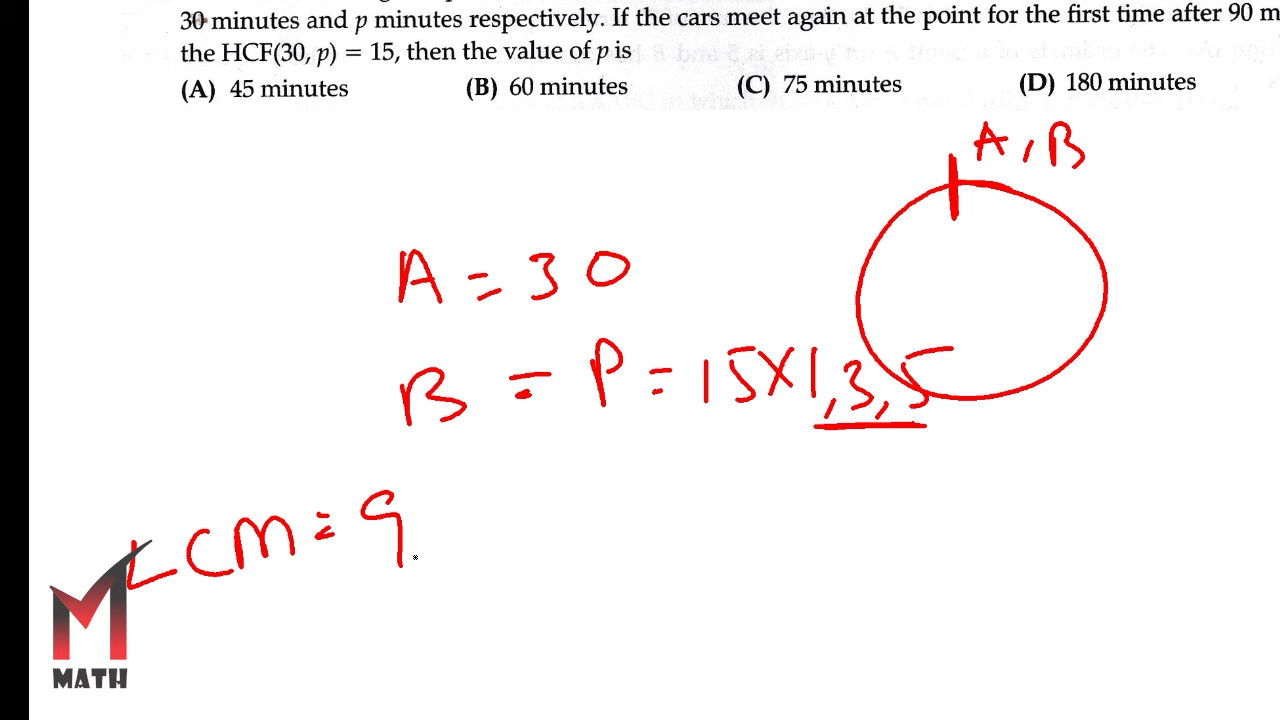 30 minutes and p minutes respectively. If the cars meet again at the point for the first time after 90 m
the HCF(30, p) = 15, then the value of p is
(A) 45 minutes (B) 60 minutes (C) 75 minutes (D) 180 minutes
A, B
A = 30
B = P = 15X1,3,5
LCM = 9
MATH